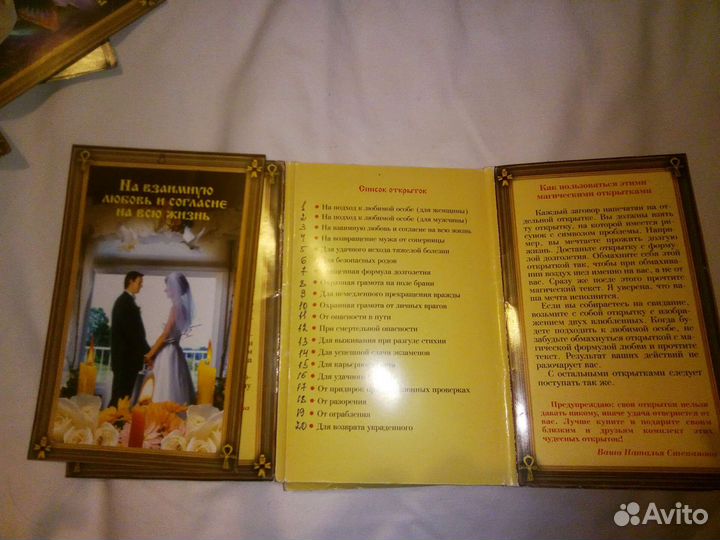 На взаимную
любовь и согласие
на всю жизнь
Список открыток
1 • На подход к любимой особе (для женщины)
2 • На подход к любимой особе (для мужчины)
3 • На взаимную любовь и согласие на всю жизнь
4 • На возвращение мужа от соперницы
5 • Для удачного исхода тяжелой болезни
6 • Для безопасных родов
7 • формула долголетия
8 • Охранная грамота на поле брани
9 • Для немедленного прекращения вражды
10 • Охранная грамота от личных врагов
11 • От опасности в пути
12 • При смертельной опасности
13 • Для выживания при разгуле стихии
14 • Для успешной сдачи экзаменов
15 • Для карьерного
16 • Для удачного
17 • От придирок при проверках
18 • От разорения
19 • От ограбления
20 • Для возврата украденного
Как пользоваться этими
магическими открытками
Каждый заговор напечатан на от-
дельной открытке. Вы должны взять
ту открытку, на которой имеется ри-
сунок с символом проблемы. Напри-
мер, вы мечтаете прожить долгую
жизнь. Достаньте открытку с форму-
лой долголетия. Обмахните себя этой
открыткой так, чтобы при обмахива-
нии воздух шел именно на вас, а не от
вас. Сразу же после этого прочтите
магический текст. И уверена, что ва-
ша мечта исполнится.
Если вы собираетесь на свидание,
возьмите с собой открытку с изобра-
жением двух влюбленных. Когда бу-
дете подходить к любимой особе, не
забудьте обмахнуться открыткой с ма-
гической формулой любви и прочтите
текст. Результат ваших действий не
разочарует вас.
С остальными открытками следует
поступать так же.
Предупреждаю: свои открытки нельзя
давать никому, иначе удача отвернется от
вас. Лучше купите и подарите своим
близким и друзьям комплект этих
чудесных открыток!
Ваша Наталья Степанова
Avito